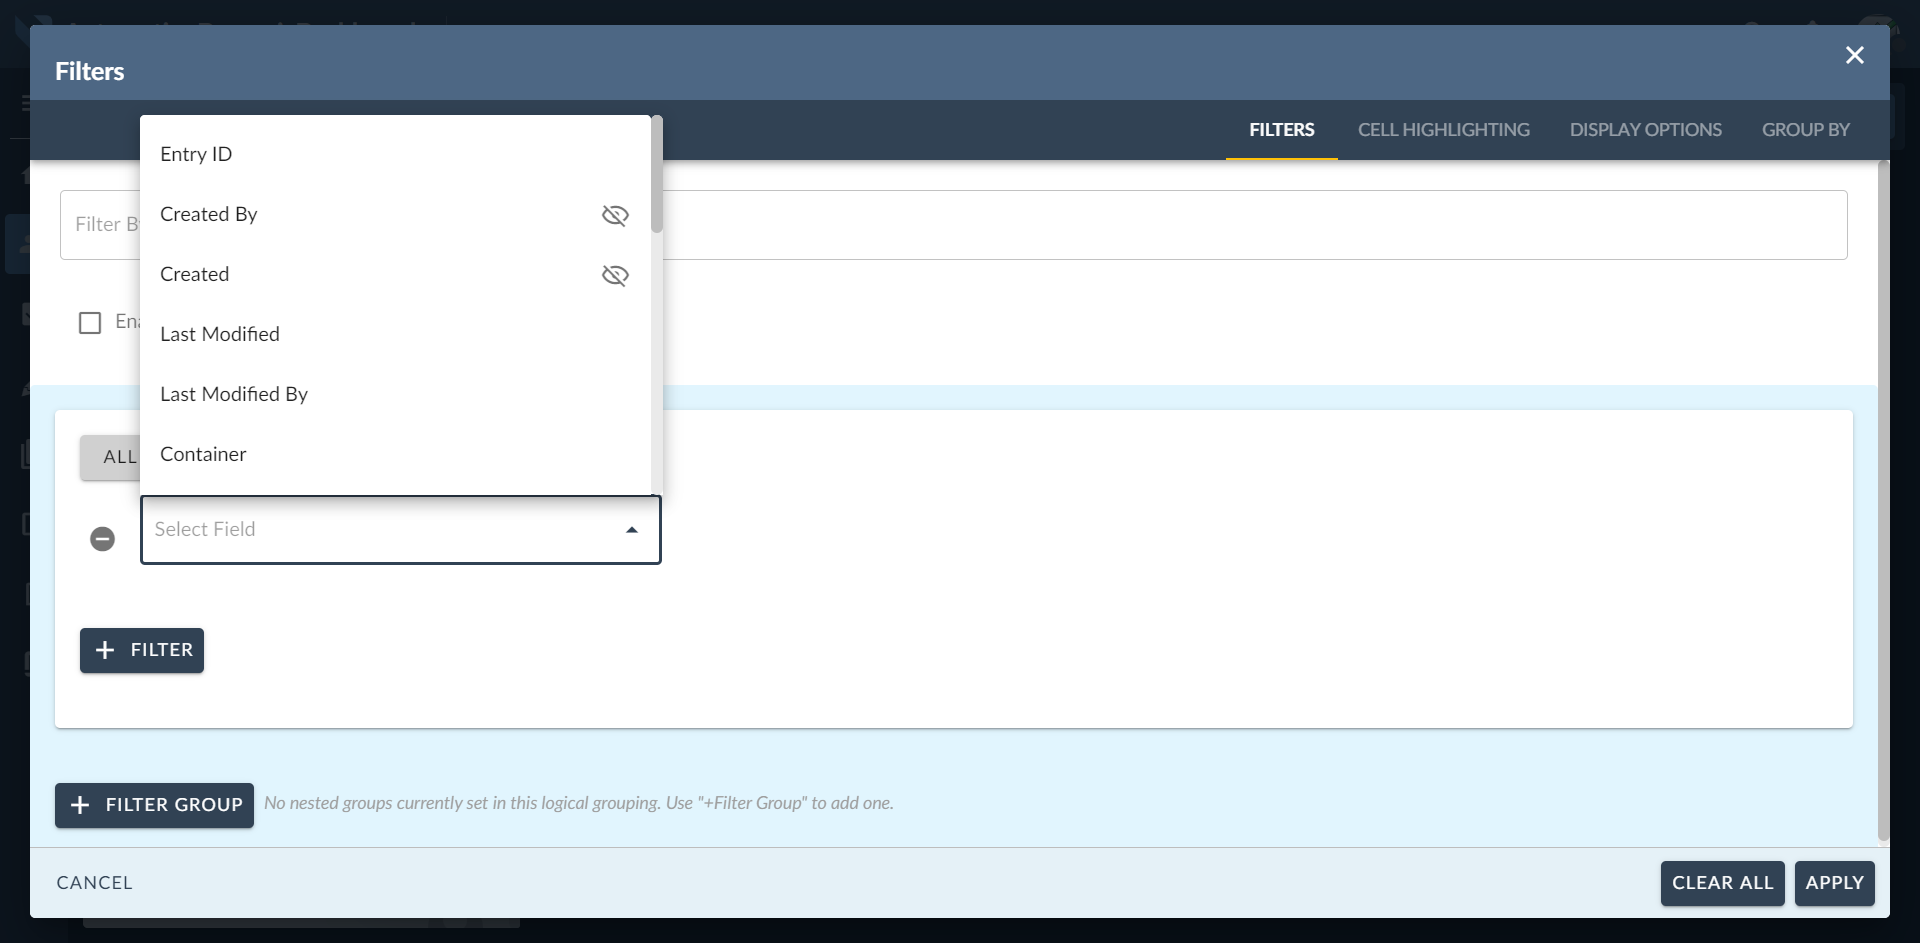 Filters
FILTERS
CELL HIGHLIGHTING
DISPLAY OPTIONS
GROUP BY
Entry ID
Created By
Created
Last Modified
Last Modified By
Container
Filter
ALL
Select Field
FILTER
FILTER GROUP
No nested groups currently set in this logical grouping. Use "+Filter Group" to add one.
CANCEL
CLEAR ALL
APPLY